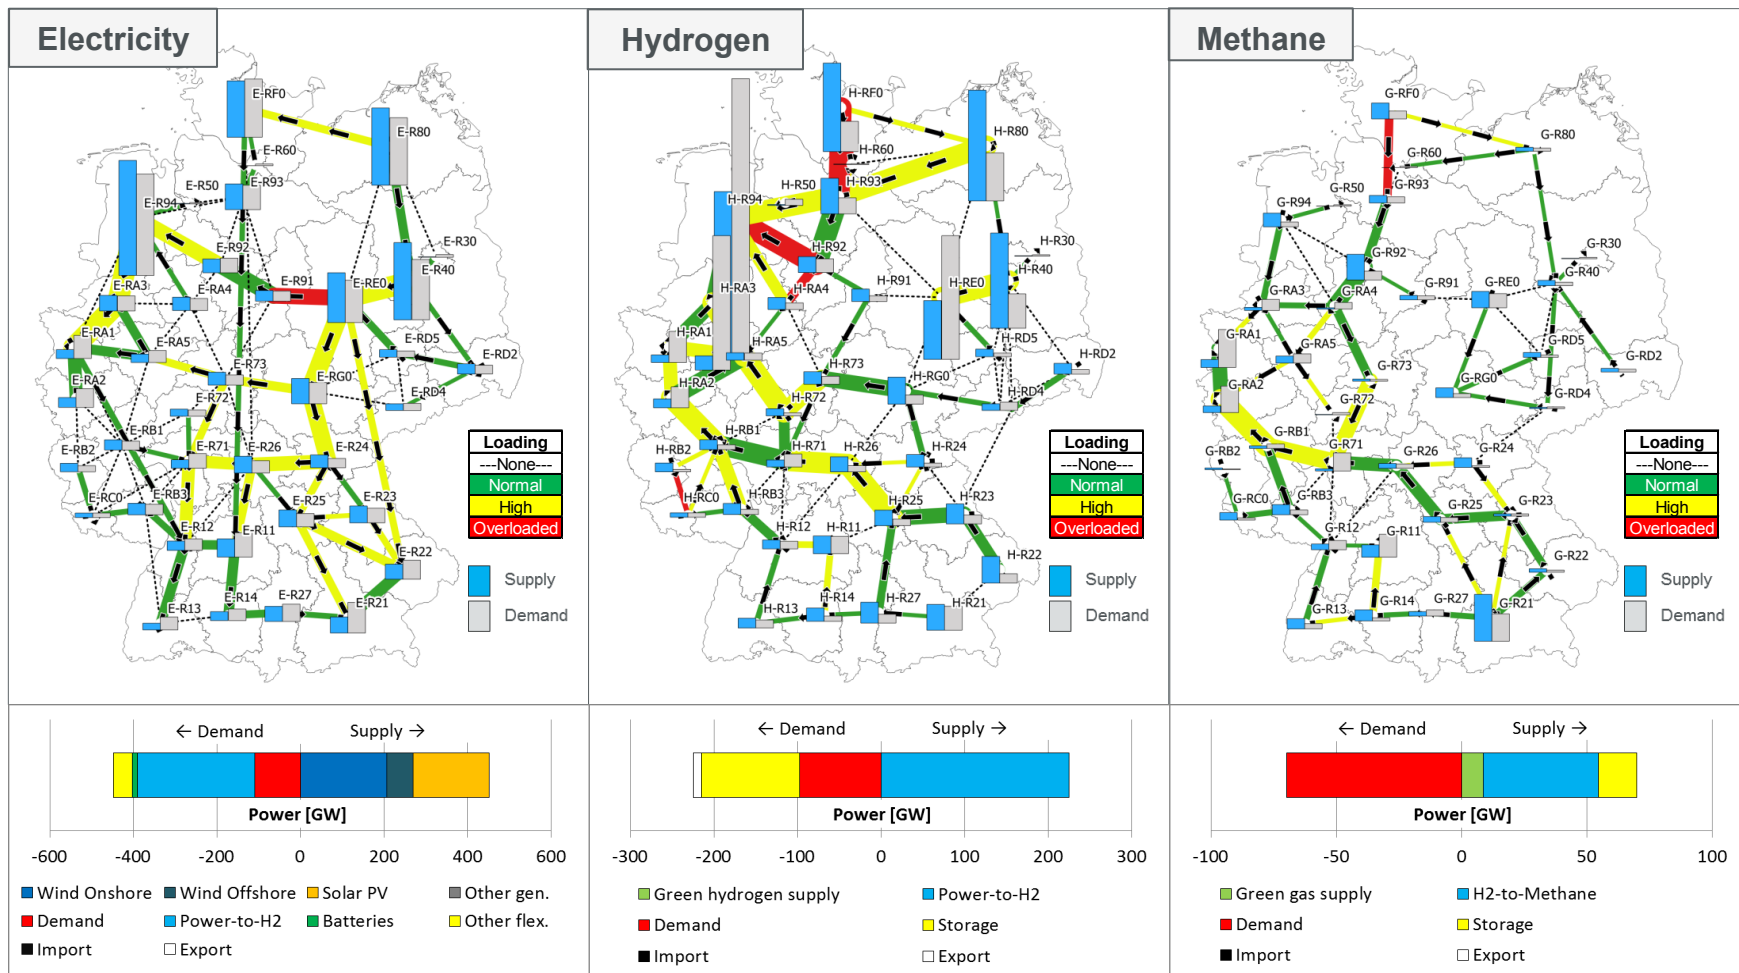 Electricity
E-RF0
E-R80
E-R60
E-R93
E-R50
E-R94
E-R92
E-R30
E-R40
E-R91
E-RE0
E-RA3
E-RA4
E-RA1
E-RA5
E-RD5
E-RD2
E-R73
E-RG0
E-RA2
E-R72
E-RD4
E-RB1
E-R71
E-R26
E-R24
E-RB2
E-RC0
E-RB3
E-R25
E-R23
E-R12
E-R11
E-R22
E-R13
E-R14
E-R27
E-R21
Loading
---None---
Normal
High
Overloaded
Supply
Demand
← Demand
Supply →
Power [GW]
-600
-400
-200
0
200
400
600
Wind Onshore
Wind Offshore
Solar PV
Other gen.
Demand
Power-to-H2
Batteries
Other flex.
Import
Export
Hydrogen
H-RF0
H-R80
H-R60
H-R93
H-R50
H-R94
H-R92
H-R30
H-R40
H-R91
H-RE0
H-RA3
H-RA4
H-RA1
H-RA5
H-RD5
H-RD2
H-R73
H-RG0
H-RA2
H-R72
H-RD4
H-RB1
H-R71
H-R26
H-R24
H-RB2
H-RC0
H-RB3
H-R25
H-R23
H-R12
H-R11
H-R22
H-R13
H-R14
H-R27
H-R21
Loading
---None---
Normal
High
Overloaded
Supply
Demand
← Demand
Supply →
Power [GW]
-300
-200
-100
0
100
200
300
Green hydrogen supply
Power-to-H2
Demand
Storage
Import
Export
Methane
G-RF0
G-R80
G-R60
G-R93
G-R50
G-R94
G-R92
G-R30
G-R40
G-R91
G-RE0
G-RA3
G-RA4
G-RA1
G-RA5
G-RD5
G-RD2
G-R73
G-RG0
G-RA2
G-R72
G-RD4
G-RB1
G-R71
G-R26
G-R24
G-RB2
G-RC0
G-RB3
G-R25
G-R23
G-R12
G-R11
G-R22
G-R13
G-R14
G-R27
G-R21
Loading
---None---
Normal
High
Overloaded
Supply
Demand
← Demand
Supply →
Power [GW]
-100
-50
0
50
100
Green gas supply
H2-to-Methane
Demand
Storage
Import
Export